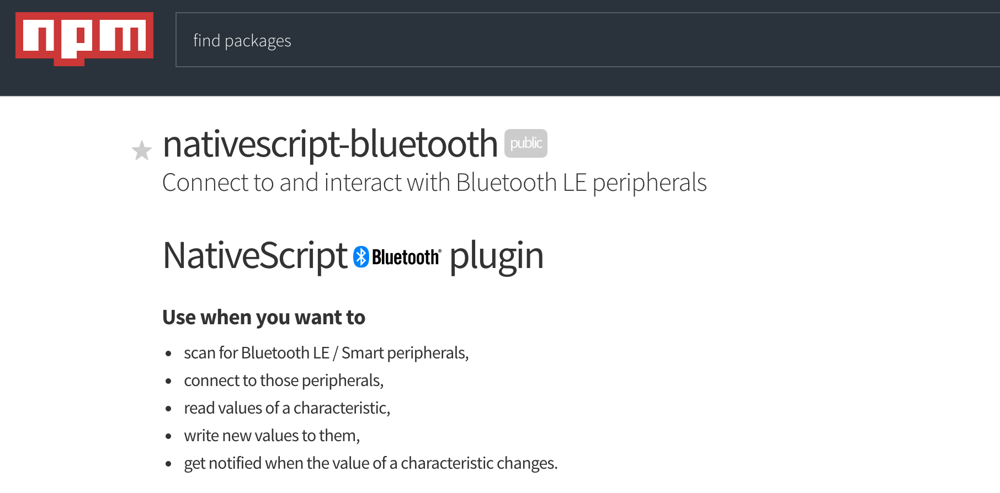 npm
find packages
nativescript-bluetooth public
Connect to and interact with Bluetooth LE peripherals
NativeScript Bluetooth® plugin
Use when you want to
• scan for Bluetooth LE / Smart peripherals,
• connect to those peripherals,
• read values of a characteristic,
• write new values to them,
• get notified when the value of a characteristic changes.